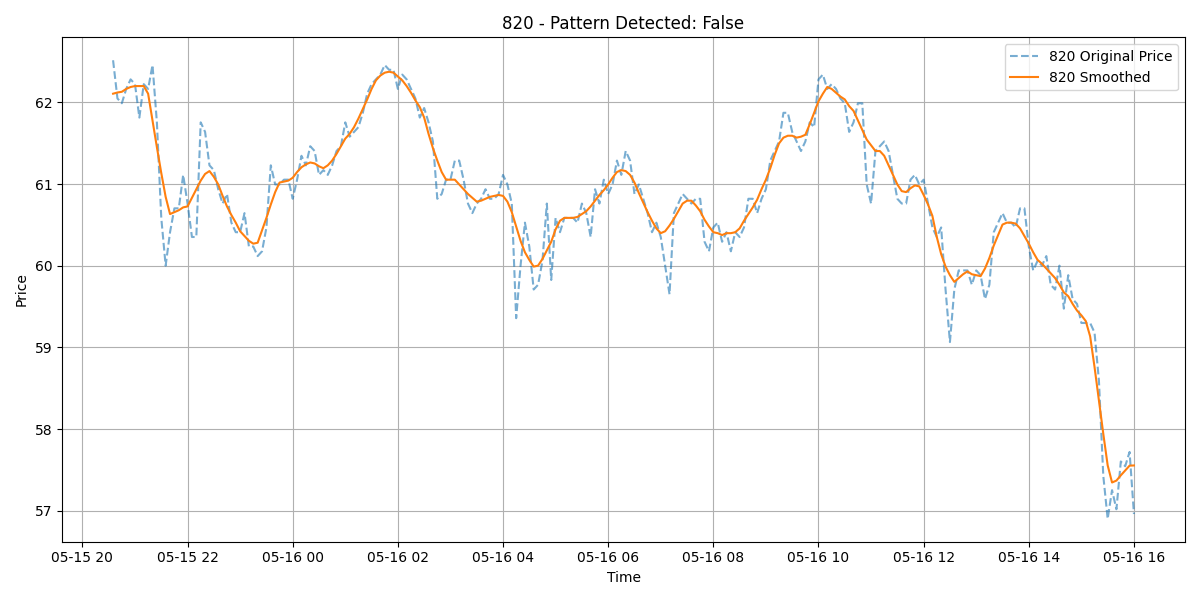 820 - Pattern Detected: False
820 Original Price
820 Smoothed
Price
62
61
60
59
58
57
05-15 20 05-15 22 05-16 00 05-16 02 05-16 04 05-16 06 05-16 08 05-16 10 05-16 12 05-16 14 05-16 16
Time